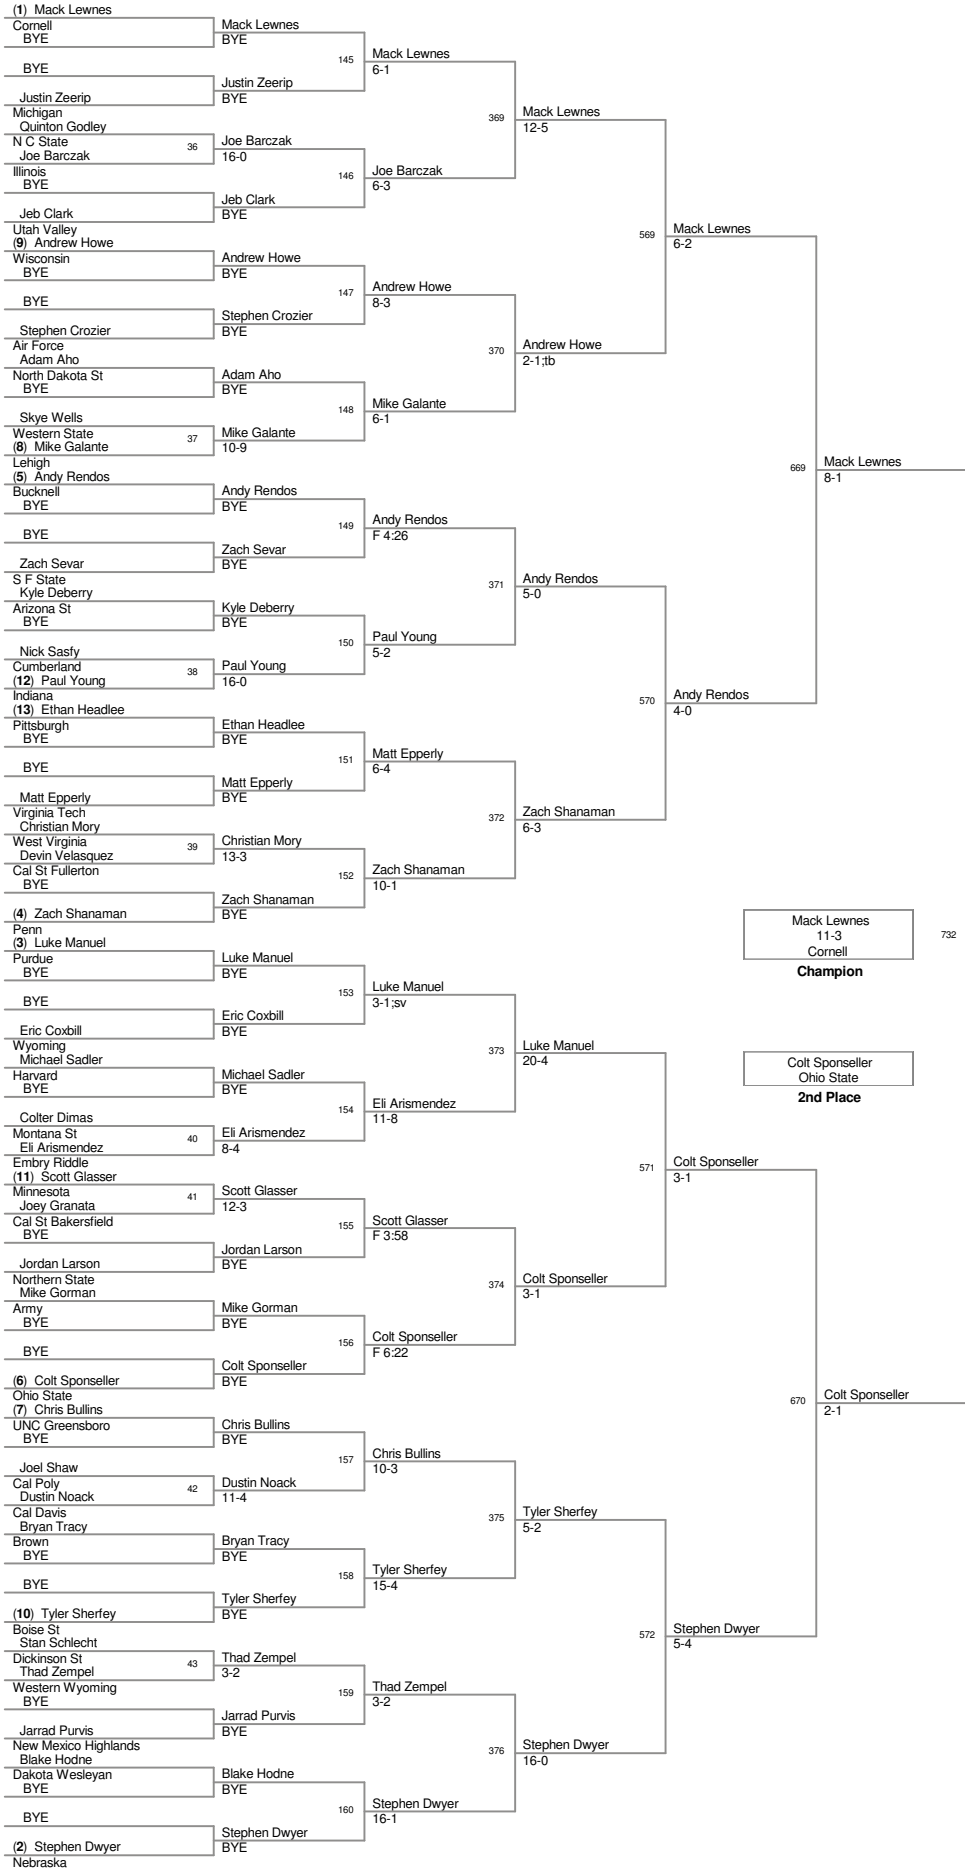 (1) Mack Lewnes
Cornell
BYE
BYE
Justin Zeerip
Michigan
Quinton Godley
N C State
Joe Barczak
Illinois
BYE
Jeb Clark
Utah Valley
(9) Andrew Howe
Wisconsin
BYE
BYE
Stephen Crozier
Air Force
Adam Aho
North Dakota St
BYE
Skye Wells
Western State
(8) Mike Galante
Lehigh
(5) Andy Rendos
Bucknell
BYE
BYE
Zach Sevar
S F State
Kyle Deberry
Arizona St
BYE
Nick Sasfy
Cumberland
(12) Paul Young
Indiana
(13) Ethan Headlee
Pittsburgh
BYE
BYE
Matt Epperly
Virginia Tech
Christian Mory
West Virginia
Devin Velasquez
Cal St Fullerton
BYE
(4) Zach Shanaman
Penn
(3) Luke Manuel
Purdue
BYE
BYE
Eric Coxbill
Wyoming
Michael Sadler
Harvard
BYE
Colter Dimas
Montana St
Eli Arismendez
Embry Riddle
(11) Scott Glasser
Minnesota
Joey Granata
Cal St Bakersfield
BYE
Jordan Larson
Northern State
Mike Gorman
Army
BYE
BYE
(6) Colt Sponseller
Ohio State
(7) Chris Bullins
UNC Greensboro
BYE
Joel Shaw
Cal Poly
Dustin Noack
Cal Davis
Bryan Tracy
Brown
BYE
BYE
(10) Tyler Sherfey
Boise St
Stan Schlecht
Dickinson St
Thad Zempel
Western Wyoming
BYE
Jarrad Purvis
New Mexico Highlands
Blake Hodne
Dakota Wesleyan
BYE
BYE
(2) Stephen Dwyer
Nebraska
36
37
38
39
40
41
42
43
Mack Lewnes
BYE
Justin Zeerip
BYE
Joe Barczak
16-0
Jeb Clark
BYE
Andrew Howe
BYE
Stephen Crozier
BYE
Adam Aho
BYE
Mike Galante
10-9
Andy Rendos
BYE
Zach Sevar
BYE
Kyle Deberry
BYE
Paul Young
16-0
Ethan Headlee
BYE
Matt Epperly
BYE
Christian Mory
13-3
Zach Shanaman
BYE
Luke Manuel
BYE
Eric Coxbill
BYE
Michael Sadler
BYE
Eli Arismendez
8-4
Scott Glasser
12-3
Jordan Larson
BYE
Mike Gorman
BYE
Colt Sponseller
BYE
Chris Bullins
BYE
Dustin Noack
11-4
Bryan Tracy
BYE
Tyler Sherfey
BYE
Thad Zempel
3-2
Jarrad Purvis
BYE
Blake Hodne
BYE
Stephen Dwyer
BYE
145
146
147
148
149
150
151
152
153
154
155
156
157
158
159
160
Mack Lewnes
6-1
Joe Barczak
6-3
Andrew Howe
8-3
Mike Galante
6-1
Andy Rendos
F 4:26
Paul Young
5-2
Matt Epperly
6-4
Zach Shanaman
10-1
Luke Manuel
3-1;sv
Eli Arismendez
11-8
Scott Glasser
F 3:58
Colt Sponseller
F 6:22
Chris Bullins
10-3
Tyler Sherfey
15-4
Thad Zempel
3-2
Stephen Dwyer
16-1
369
370
371
372
373
374
375
376
Mack Lewnes
12-5
Andrew Howe
2-1;tb
Andy Rendos
5-0
Zach Shanaman
6-3
Luke Manuel
20-4
Colt Sponseller
3-1
Tyler Sherfey
5-2
Stephen Dwyer
16-0
569
570
571
572
Mack Lewnes
6-2
Andy Rendos
4-0
Colt Sponseller
3-1
Stephen Dwyer
5-4
669
670
Mack Lewnes
8-1
Colt Sponseller
2-1
Mack Lewnes
11-3
Cornell
732
Champion
Colt Sponseller
Ohio State
2nd Place